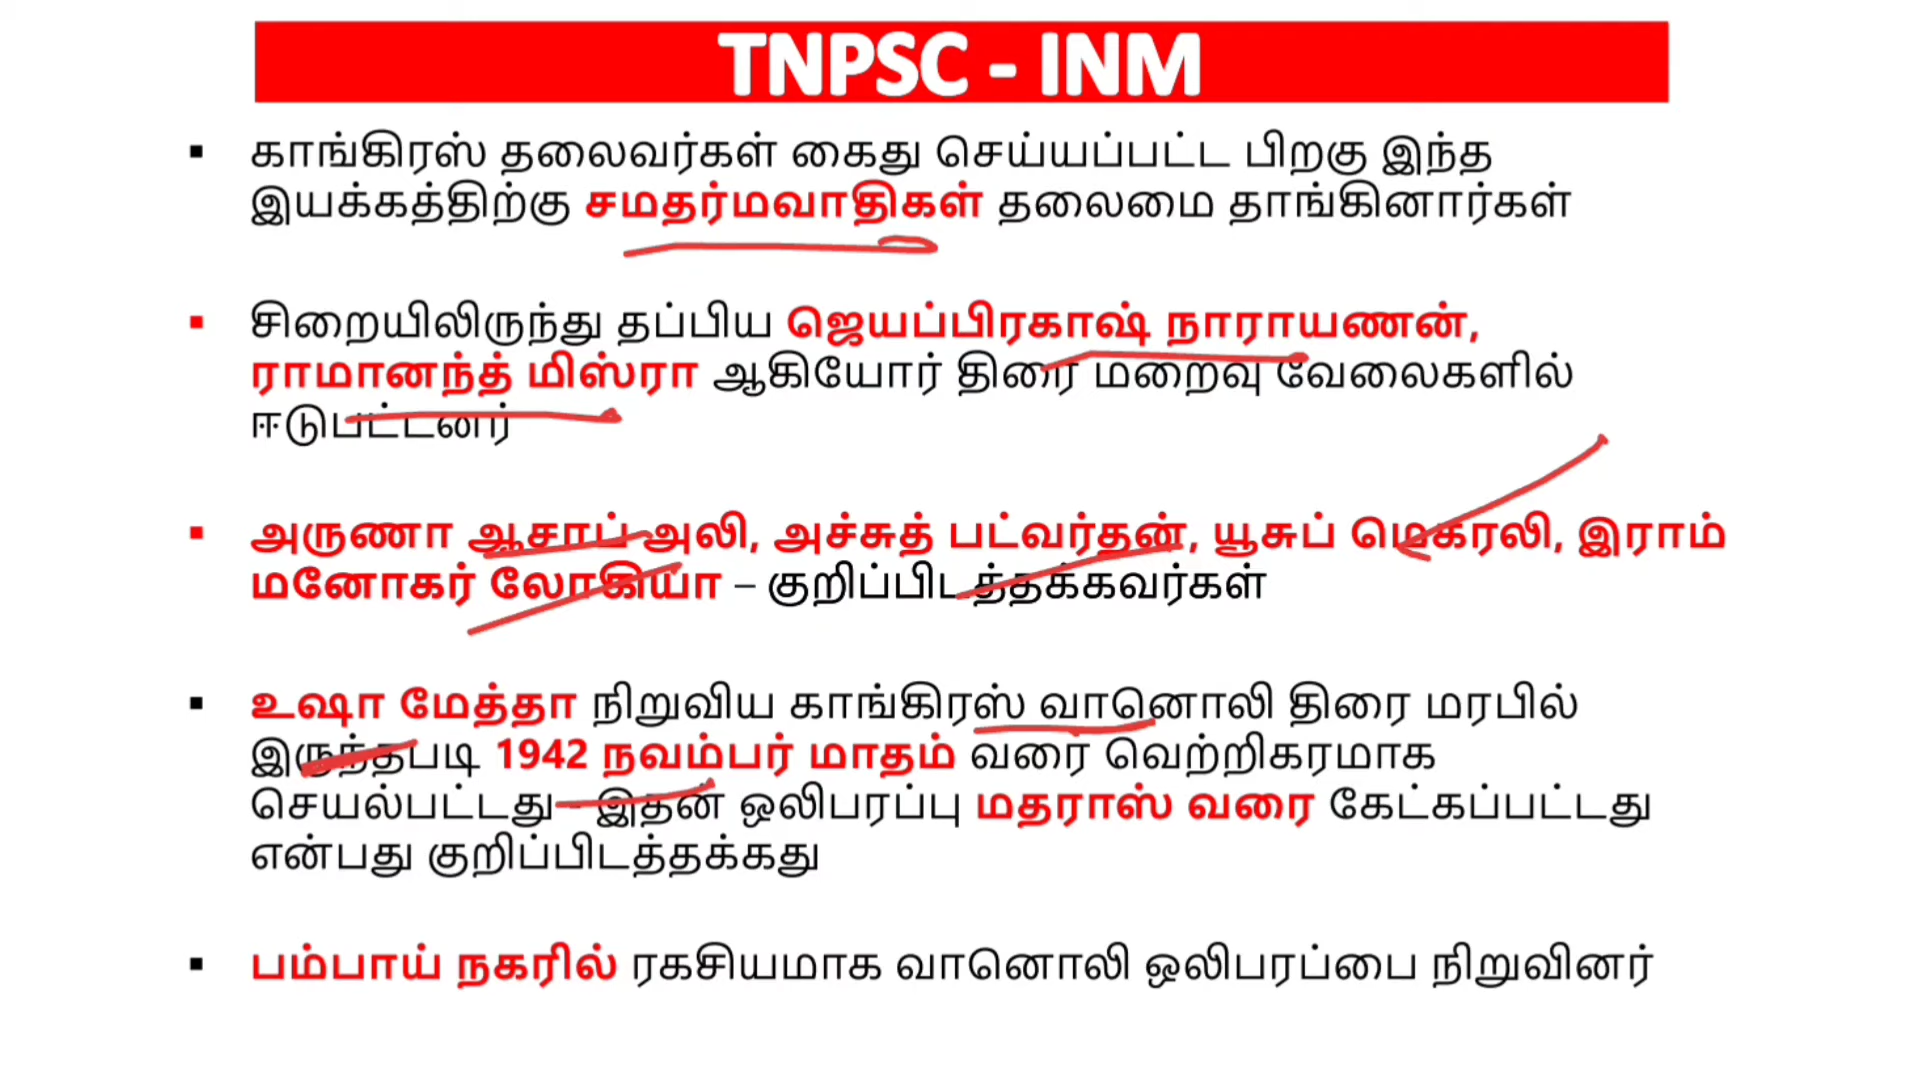 TNPSC - INM
▪ காங்கிரஸ் தலைவர்கள் கைது செய்யப்பட்ட பிறகு இந்த
இயக்கத்திற்கு சமதர்மவாதிகள் தலைமை தாங்கினார்கள்
▪ சிறையிலிருந்து தப்பிய ஜெயப்பிரகாஷ் நாராயணன்,
ராமானந்த் மிஸ்ரா ஆகியோர் திரை மறைவு வேலைகளில்
ஈடுபட்டனர்
▪ அருணா ஆசாப் அலி, அச்சுத் பட்வர்தன், யூசுப் மெகரலி, இராம்
மனோகர் லோகியா – குறிப்பிடத்தக்கவர்கள்
▪ உஷா மேத்தா நிறுவிய காங்கிரஸ் வானொலி திரை மரபில்
இருந்தபடி 1942 நவம்பர் மாதம் வரை வெற்றிகரமாக
செயல்பட்டது – இதன் ஒலிபரப்பு மதராஸ் வரை கேட்கப்பட்டது
என்பது குறிப்பிடத்தக்கது
▪ பம்பாய் நகரில் ரகசியமாக வானொலி ஒலிபரப்பை நிறுவினர்